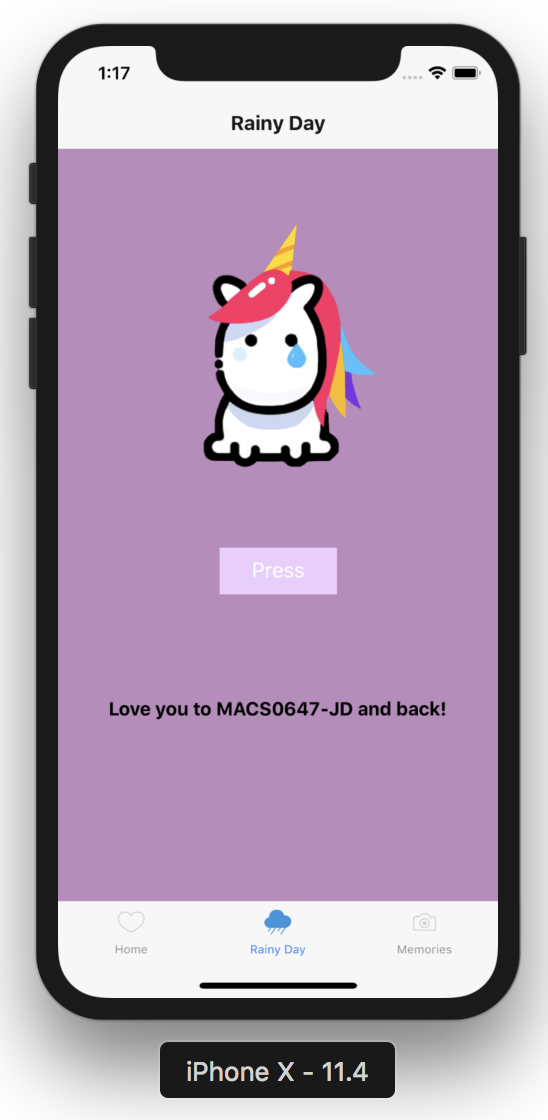 1:17
Rainy Day
Press
Love you to MACS0647-JD and back!
Home
Rainy Day
Memories
iPhone X - 11.4